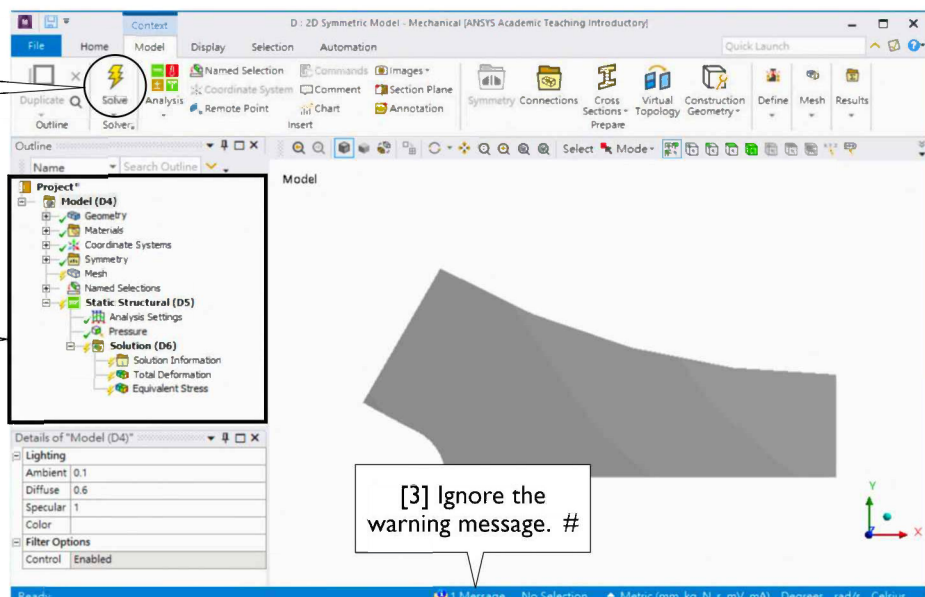 Context
D : 2D Symmetric Model - Mechanical [ANSYS Academic Teaching Introductory]
File Home Model Display Selection Automation Quick Launch
Duplicate Solve Analysis
Named Selection Commands Images
Coordinate System Comment Section Plane
Remote Point Chart Annotation
Symmetry Connections Cross Sections Virtual Topology Construction Geometry Define Mesh Results
Outline Solver Insert Prepare
Outline
Select Mode
Name Search Outline
Model
Project*
Model (D4)
Geometry
Materials
Coordinate Systems
Symmetry
Mesh
Named Selections
Static Structural (D5)
Analysis Settings
Pressure
Solution (D6)
Solution Information
Total Deformation
Equivalent Stress
Details of "Model (D4)"
Lighting
Ambient 0.1
Diffuse 0.6
Specular 1
Color
Filter Options
Control Enabled
[3] Ignore the
warning message. #
Y
X
Ready 1 Message No Selection Metric (mm, kg, N, s, mV, mA) Degrees rad/s Celsius